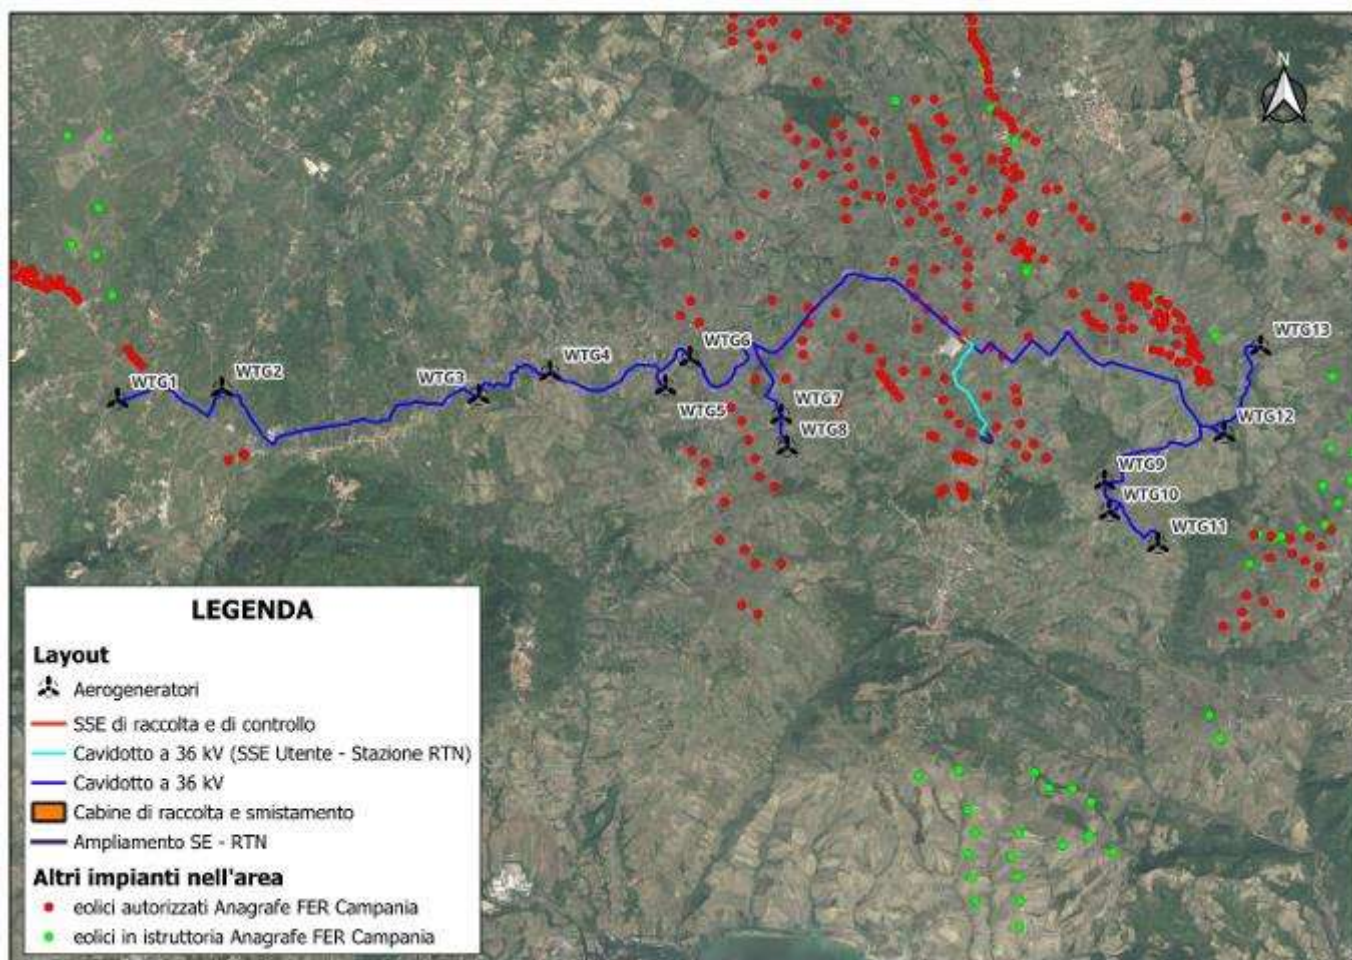 N
WTG13
WTG6
WTG4
WTG1
WTG2
WTG3
WTG5
WTG7
WTG12
WTG8
WTG9
WTG10
WTG11
LEGENDA
Layout
Aerogeneratori
SSE di raccolta e di controllo
Cavidotto a 36 kV (SSE Utente - Stazione RTN)
Cavidotto a 36 kV
Cabine di raccolta e smistamento
Ampliamento SE - RTN
Altri impianti nell'area
eolici autorizzati Anagrafe FER Campania
eolici in istruttoria Anagrafe FER Campania